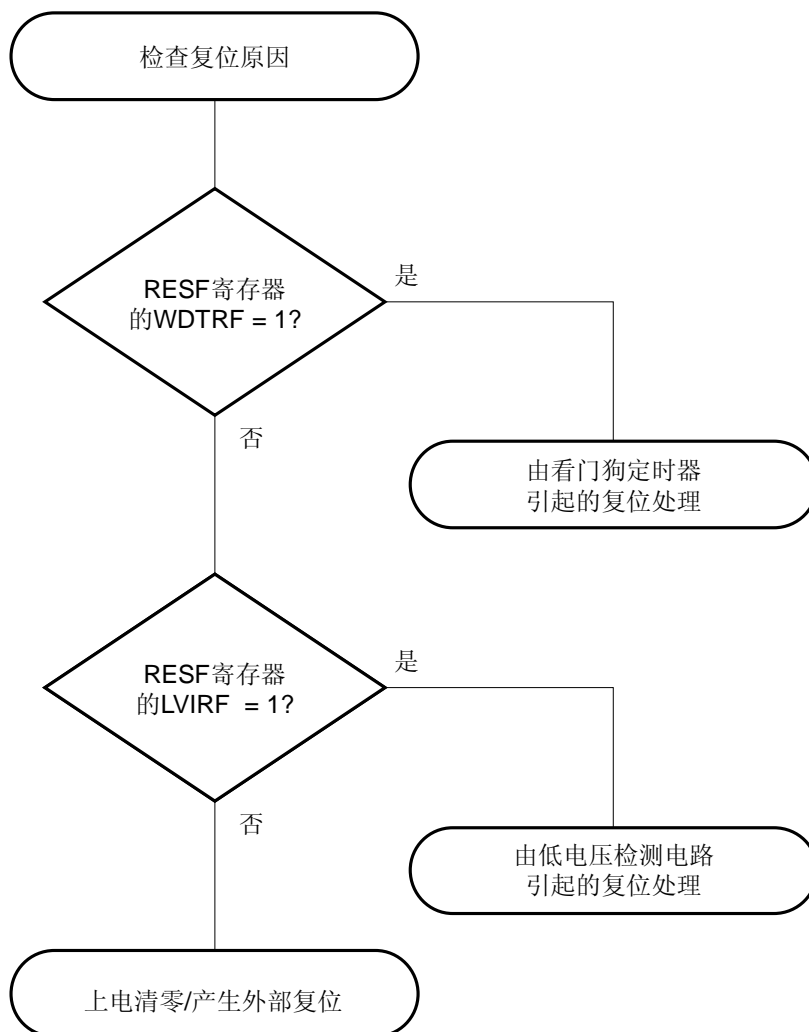 检查复位原因
RESF寄存器
的WDTRF = 1?
是
否
由看门狗定时器
引起的复位处理
RESF寄存器
的LVIRF = 1?
是
否
由低电压检测电路
引起的复位处理
上电清零/产生外部复位